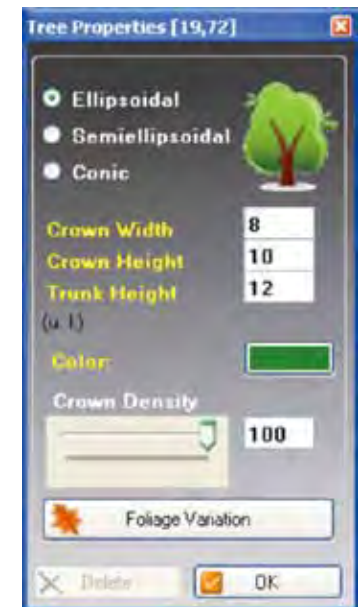 Tree Properties [19,72]
Ellipsoidal
Semiellipsoidal
Conic
Crown Width 8
Crown Height 10
Trunk Height 12
(u. l.)
Color:
Crown Density
100
Foliage Variation
Delete OK